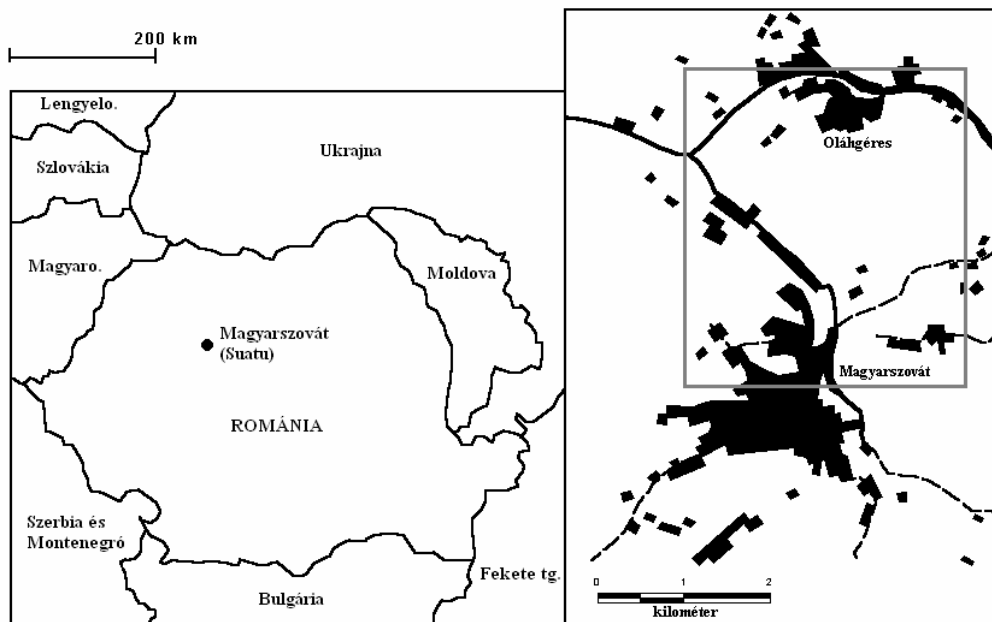 200 km
Lengyelo.
Szlovákia
Ukrajna
Magyaro.
Moldova
Magyarszovát
(Suatu)
ROMÁNIA
Szerbia és
Montenegró
Bulgária
Fekete tg.
Oláhgéres
Magyarszovát
0 1 2
kilométer